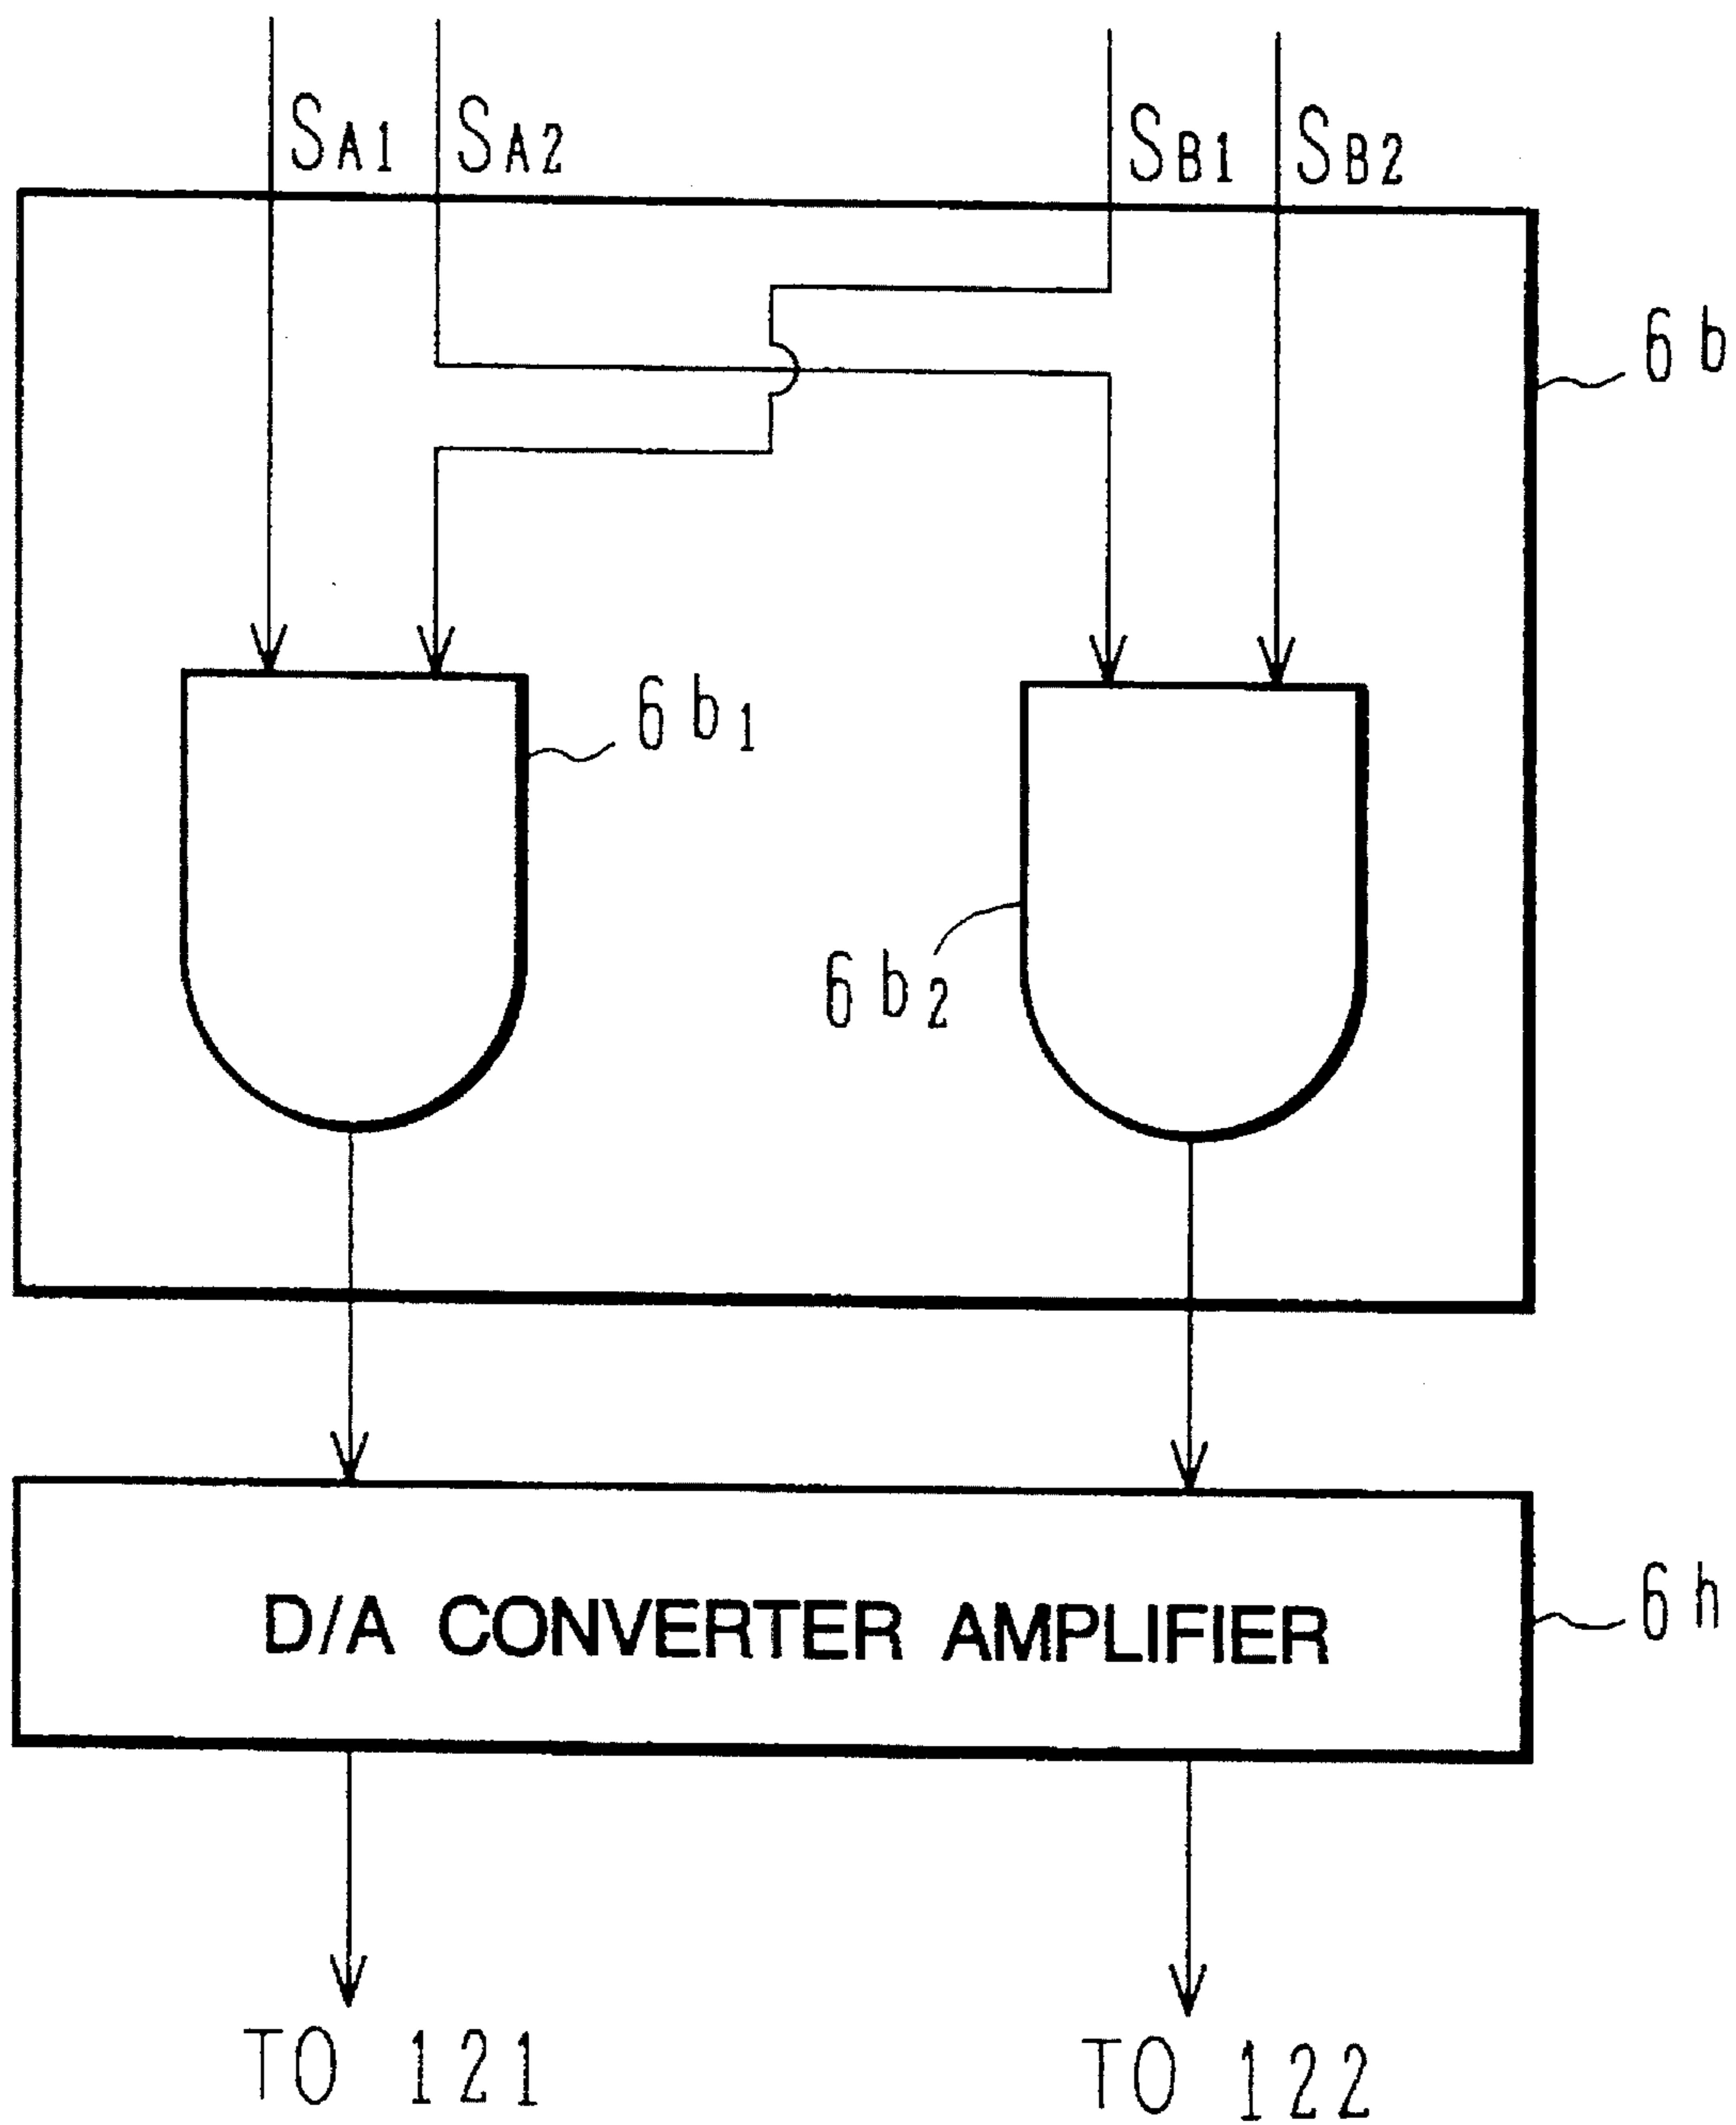 SA1 SA2 SB1 SB2
6b
6b1
6b2
D/A CONVERTER AMPLIFIER
6h
TO 121 TO 122